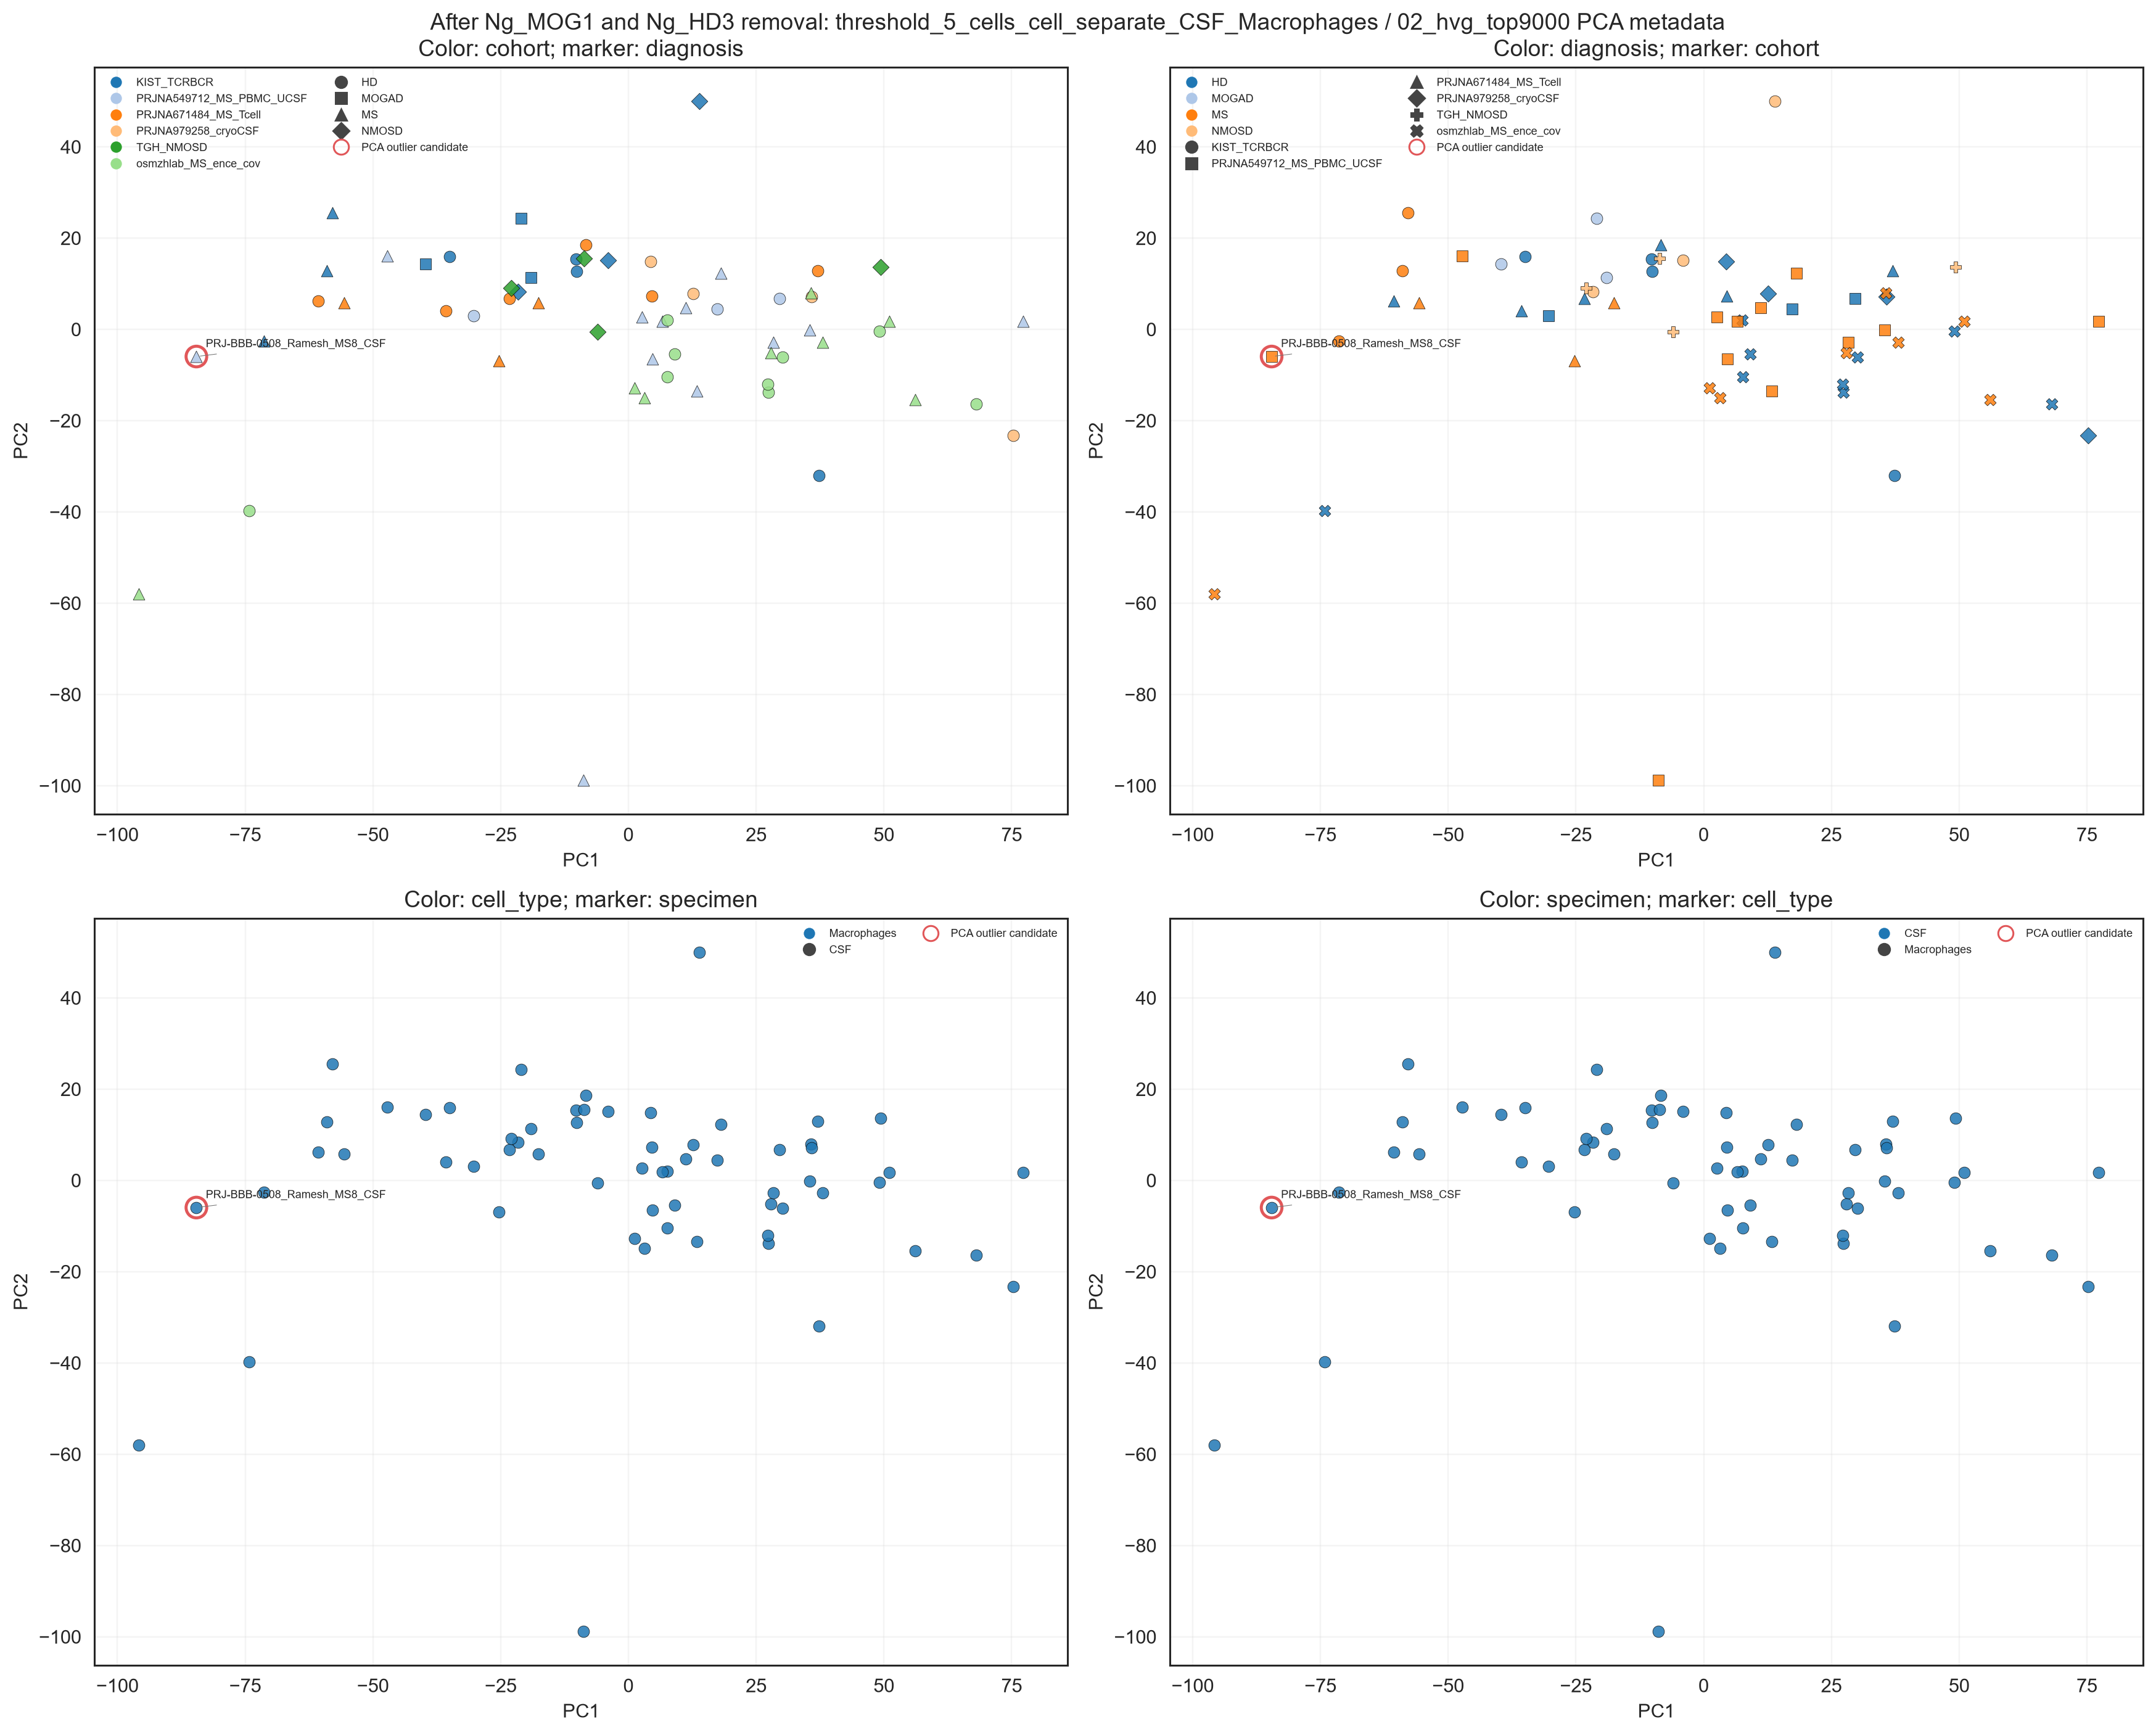 After Ng_MOG1 and Ng_HD3 removal: threshold_5_cells_cell_separate_CSF_Macrophages / 02_hvg_top9000 PCA metadata
Color: cohort; marker: diagnosis
KIST_TCRBCR
PRJNA549712_MS_PBMC_UCSF
PRJNA671484_MS_Tcell
PRJNA979258_cryoCSF
TGH_NMOSD
osmzhlab_MS_ence_cov
HD
MOGAD
MS
NMOSD
PCA outlier candidate
PRJ-BBB-0508_Ramesh_MS8_CSF
40
20
0
−20
−40
−60
−80
−100
PC2
−100 −75 −50 −25 0 25 50 75
PC1
Color: diagnosis; marker: cohort
HD
MOGAD
MS
NMOSD
KIST_TCRBCR
PRJNA549712_MS_PBMC_UCSF
PRJNA671484_MS_Tcell
PRJNA979258_cryoCSF
TGH_NMOSD
osmzhlab_MS_ence_cov
PCA outlier candidate
PRJ-BBB-0508_Ramesh_MS8_CSF
40
20
0
−20
−40
−60
−80
−100
PC2
−100 −75 −50 −25 0 25 50 75
PC1
Color: cell_type; marker: specimen
Macrophages
CSF
PCA outlier candidate
PRJ-BBB-0508_Ramesh_MS8_CSF
40
20
0
−20
−40
−60
−80
−100
PC2
−100 −75 −50 −25 0 25 50 75
PC1
Color: specimen; marker: cell_type
CSF
Macrophages
PCA outlier candidate
PRJ-BBB-0508_Ramesh_MS8_CSF
40
20
0
−20
−40
−60
−80
−100
PC2
−100 −75 −50 −25 0 25 50 75
PC1